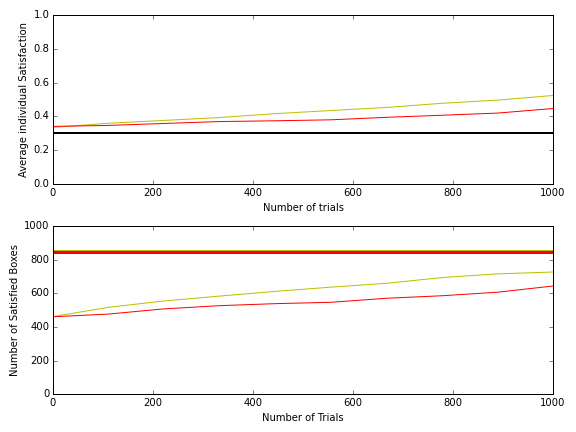 1.0
0.8
0.6
0.4
0.2
0.0
Average individual Satisfaction
0 200 400 600 800 1000
Number of trials
1000
800
600
400
200
0
Number of Satisfied Boxes
0 200 400 600 800 1000
Number of Trials